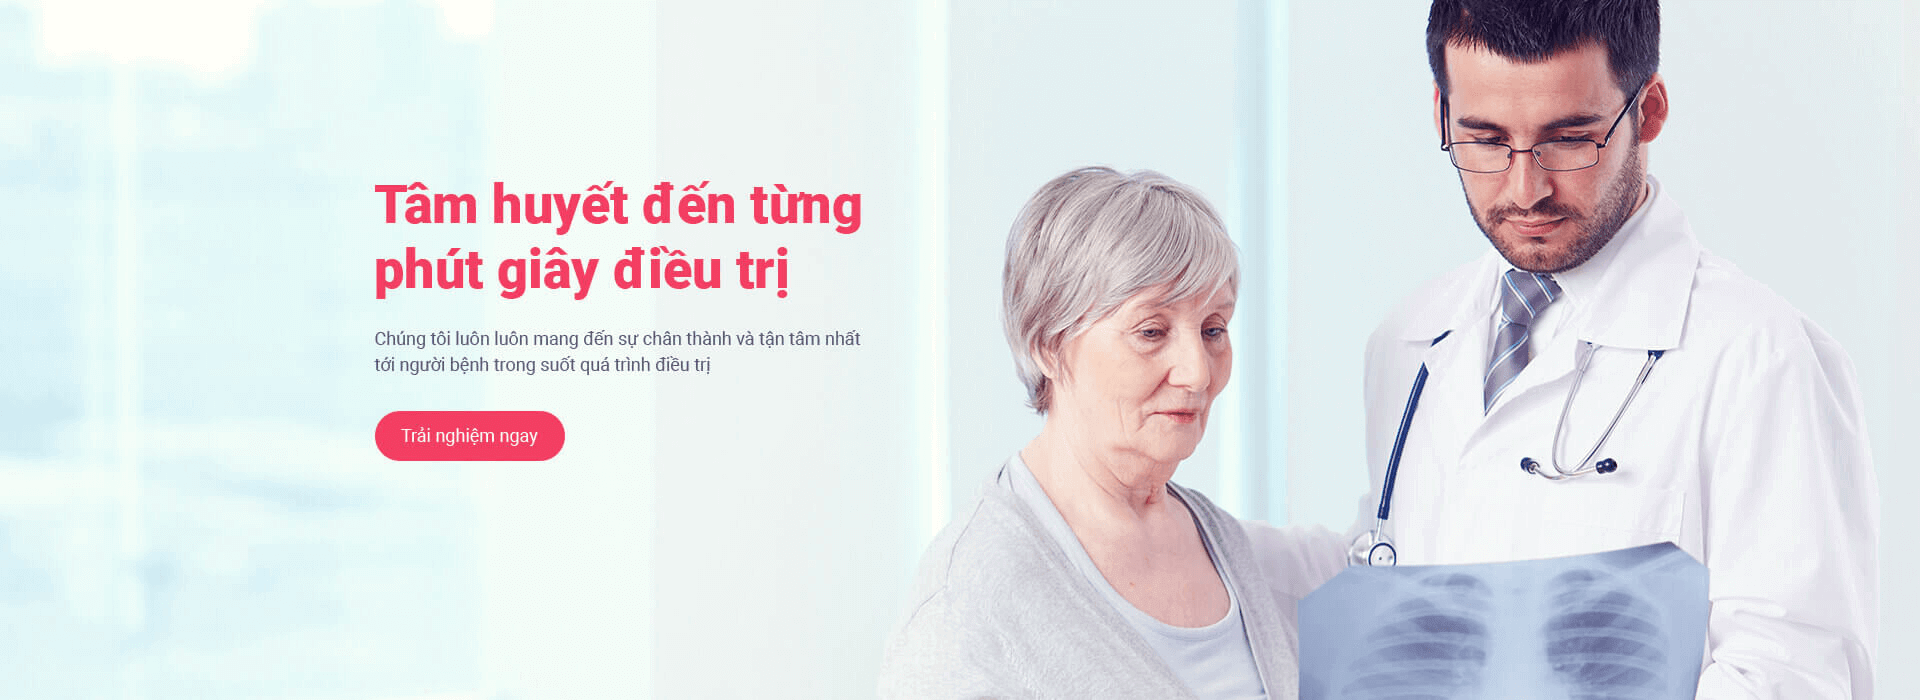 Tâm huyết đến từng
phút giây điều trị
Chúng tôi luôn luôn mang đến sự chân thành và tận tâm nhất
tới người bệnh trong suốt quá trình điều trị
Trải nghiệm ngay